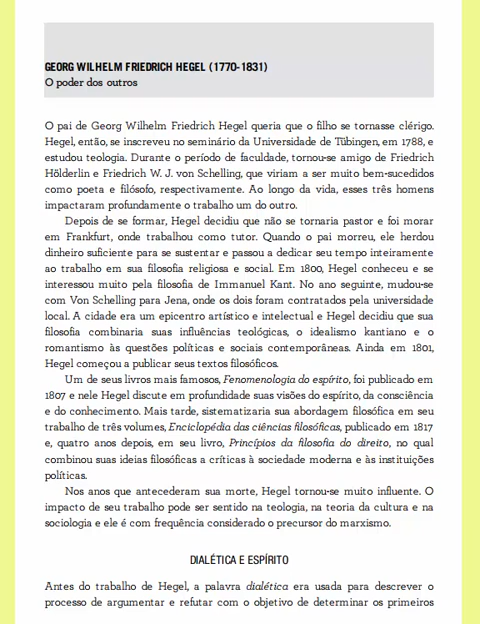 GEORG WILHELM FRIEDRICH HEGEL (1770-1831)
O poder dos outros
O pai de Georg Wilhelm Friedrich Hegel queria que o filho se tornasse clérigo.
Hegel, então, se inscreveu no seminário da Universidade de Tübingen, em 1788, e
estudou teologia. Durante o período de faculdade, tornou-se amigo de Friedrich
Hölderlin e Friedrich W. J. von Schelling, que viriam a ser muito bem-sucedidos
como poeta e filósofo, respectivamente. Ao longo da vida, esses três homens
impactaram profundamente o trabalho um do outro.
Depois de se formar, Hegel decidiu que não se tornaria pastor e foi morar
em Frankfurt, onde trabalhou como tutor. Quando o pai morreu, ele herdou
dinheiro suficiente para se sustentar e passou a dedicar seu tempo inteiramente
ao trabalho em sua filosofia religiosa e social. Em 1800, Hegel conheceu e se
interessou muito pela filosofia de Immanuel Kant. No ano seguinte, mudou-se
com Von Schelling para Jena, onde os dois foram contratados pela universidade
local. A cidade era um epicentro artístico e intelectual e Hegel decidiu que sua
filosofia combinaria suas influências teológicas, o idealismo kantiano e o
romantismo às questões políticas e sociais contemporâneas. Ainda em 1801,
Hegel começou a publicar seus textos filosóficos.
Um de seus livros mais famosos, Fenomenologia do espírito, foi publicado em
1807 e nele Hegel discute em profundidade suas visões do espírito, da consciência
e do conhecimento. Mais tarde, sistematizaria sua abordagem filosófica em seu
trabalho de três volumes, Enciclopédia das ciências filosóficas, publicado em 1817
e, quatro anos depois, em seu livro, Princípios da filosofia do direito, no qual
combinou suas ideias filosóficas a críticas à sociedade moderna e às instituições
políticas.
Nos anos que antecederam sua morte, Hegel tornou-se muito influente. O
impacto de seu trabalho pode ser sentido na teologia, na teoria da cultura e na
sociologia e ele é com frequência considerado o precursor do marxismo.
DIALÉTICA E ESPÍRITO
Antes do trabalho de Hegel, a palavra dialética era usada para descrever o
processo de argumentar e refutar com o objetivo de determinar os primeiros